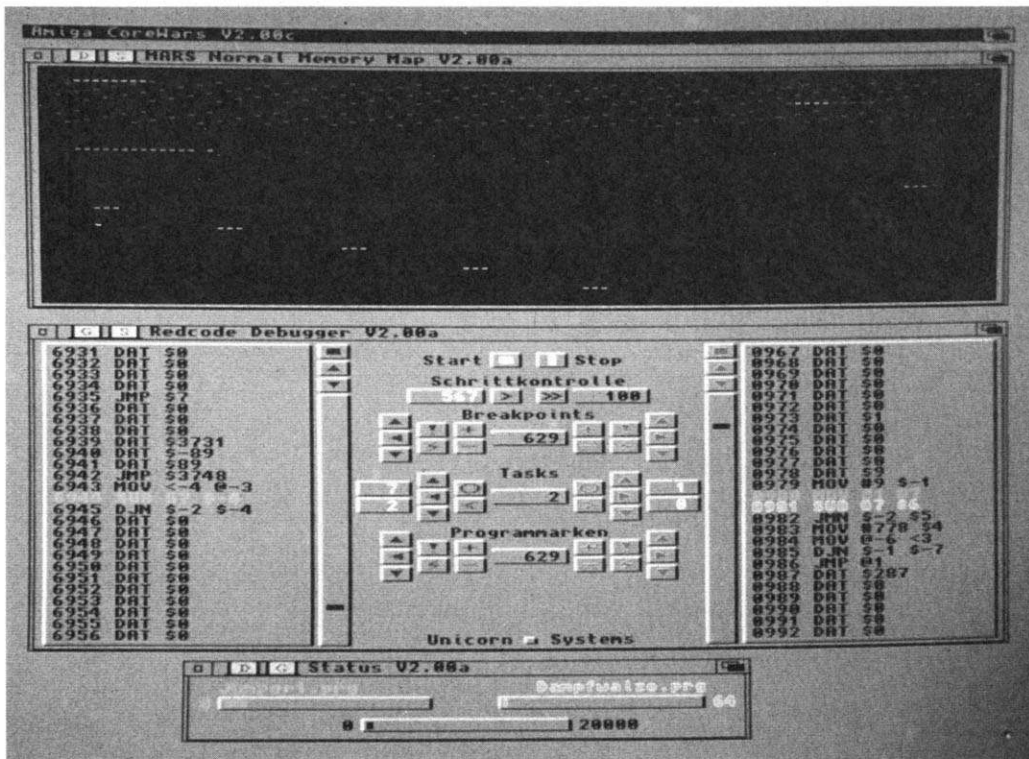 Amiga CoreWars V2.00c
D S MARS Normal Memory Map V2.00a
G S Redcode Debugger V2.00a
6931 DAT $0
6932 DAT $0
6933 DAT $0
6934 DAT $0
6935 JMP $7
6936 DAT $0
6937 DAT $0
6938 DAT $0
6939 DAT $3731
6940 DAT $-89
6941 DAT $89
6942 JMP $3748
6943 MOV <-4 @-3
6945 DJN $-2 $-4
6946 DAT $0
6947 DAT $0
6948 DAT $0
6949 DAT $0
6950 DAT $0
6951 DAT $0
6952 DAT $0
6953 DAT $0
6954 DAT $0
6955 DAT $0
6956 DAT $0
Start Stop
Schrittkontrolle
567 > >> 100
Breakpoints
629
Tasks
7 2 1
2 0
Programmarken
629
Unicorn Systems
0967 DAT $0
0968 DAT $0
0969 DAT $0
0970 DAT $0
0971 DAT $0
0972 DAT $0
0973 DAT $1
0974 DAT $0
0975 DAT $0
0976 DAT $0
0977 DAT $0
0978 DAT $9
0979 MOV #9 $-1
0981 SUB #7
0982 JMN $-2 $5
0983 MOV #778 $4
0984 MOV @-6 <3
0985 DJN $-1 $-7
0986 JMP @1
0987 DAT $287
0988 DAT $0
0989 DAT $0
0990 DAT $0
0991 DAT $0
0992 DAT $0
D G Status V2.00a
Dampfwalze.prg
64
0 20000